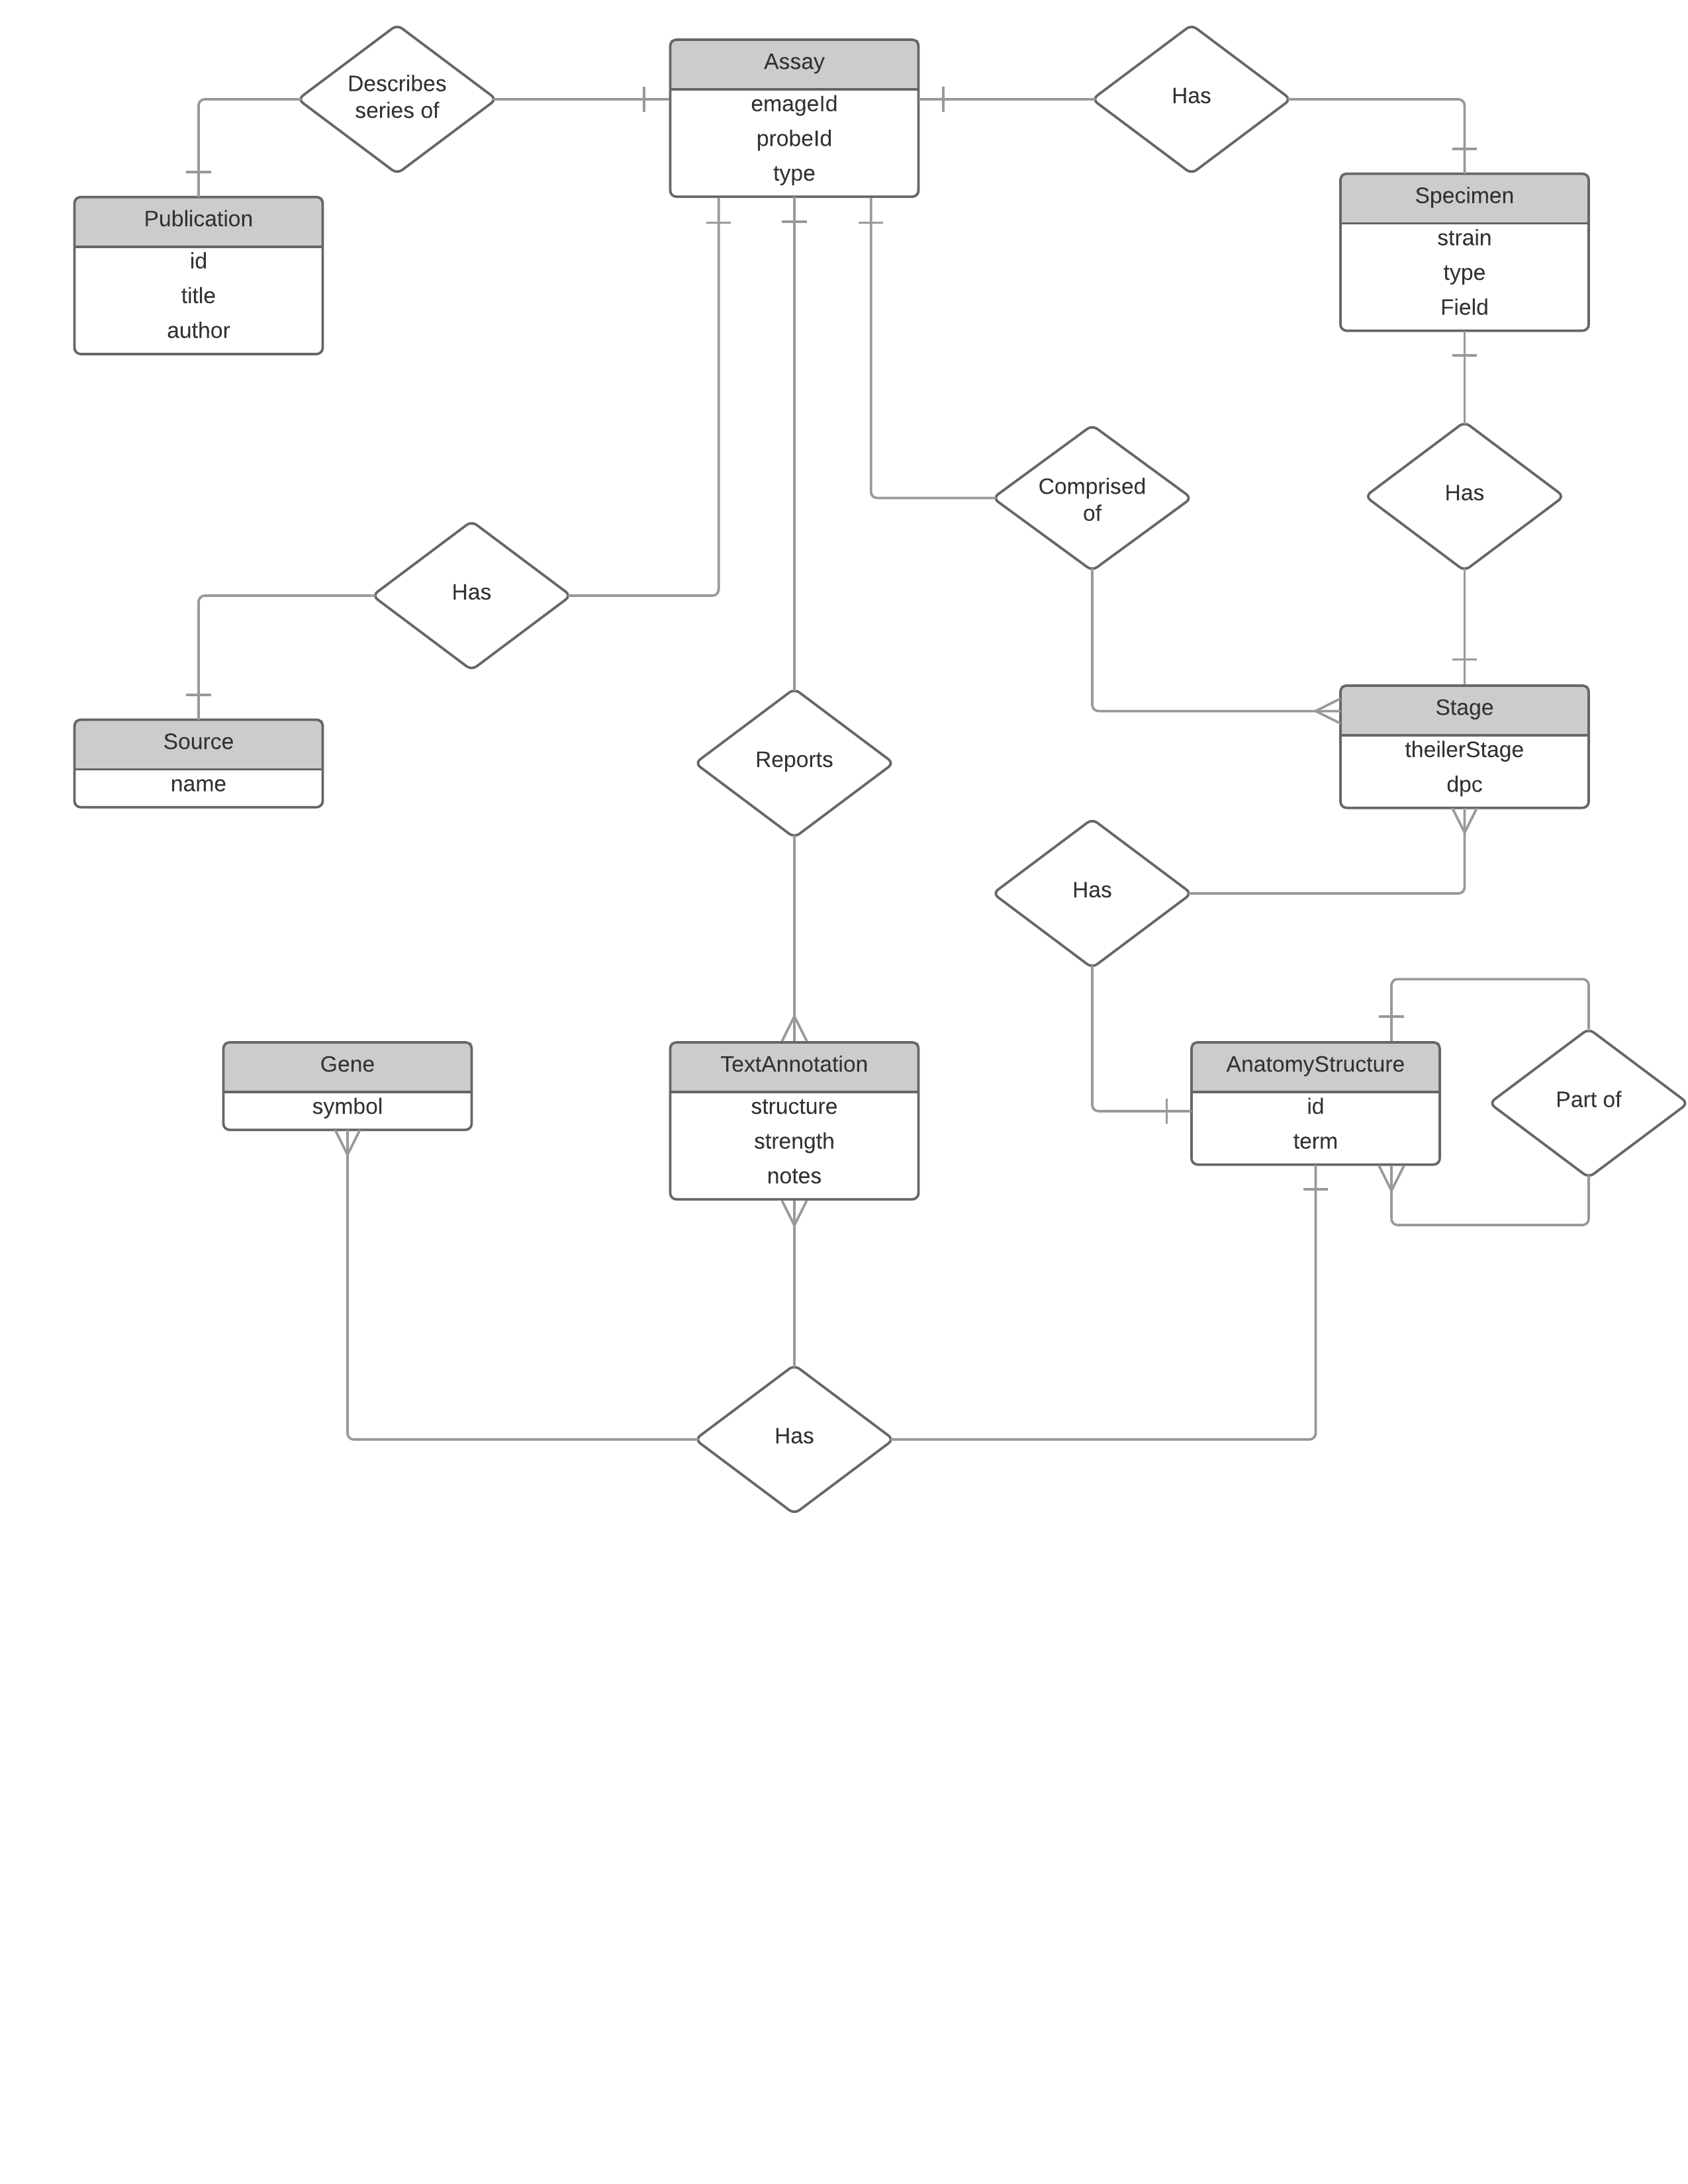 Describes
series of
Assay
emageId
probeId
type
Has
Publication
id
title
author
Specimen
strain
type
Field
Comprised
of
Has
Has
Source
name
Reports
Stage
theilerStage
dpc
Has
Gene
symbol
TextAnnotation
structure
strength
notes
AnatomyStructure
id
term
Part of
Has